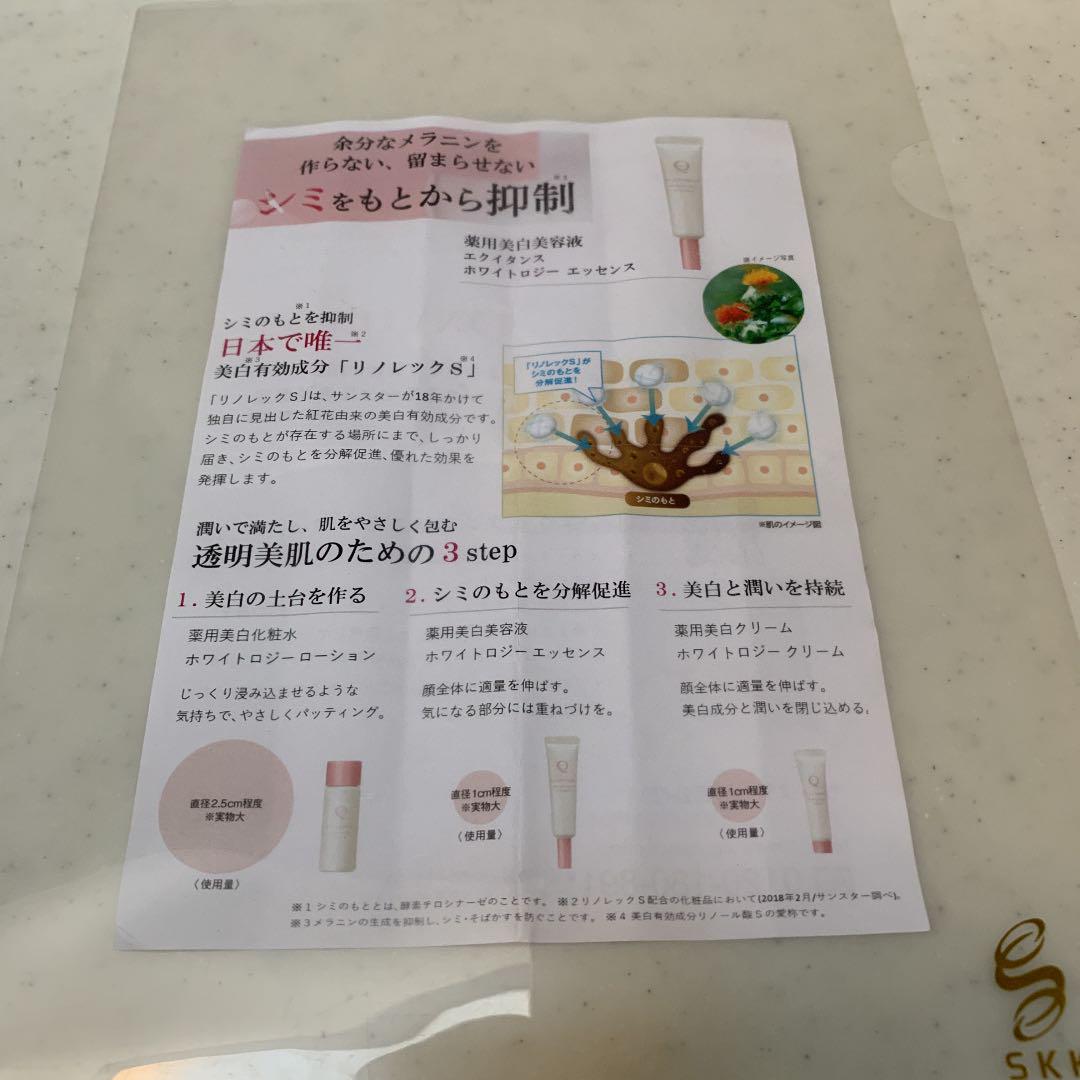 余分なメラニンを
作らない、留まらせない
シミをもとから抑制※1
薬用美白美容液
エクイタンス
ホワイトロジー エッセンス
※イメージ写真
シミのもとを抑制※1
日本で唯一※2
美白有効成分※3「リノレックS」※4
「リノレックS」は、サンスターが18年かけて
独自に見出した紅花由来の美白有効成分です。
シミのもとが存在する場所にまで、しっかり
届き、シミのもとを分解促進、優れた効果を
発揮します。
「リノレックS」が
シミのもとを
分解促進！
シミのもと
※肌のイメージ図
潤いで満たし、肌をやさしく包む
透明美肌のための3 step
1. 美白の土台を作る
薬用美白化粧水
ホワイトロジー ローション
じっくり浸み込ませるような
気持ちで、やさしくパッティング。
直径2.5cm程度
※実物大
〈使用量〉
2. シミのもとを分解促進
薬用美白美容液
ホワイトロジー エッセンス
顔全体に適量を伸ばす。
気になる部分には重ねづけを。
直径1cm程度
※実物大
〈使用量〉
3. 美白と潤いを持続
薬用美白クリーム
ホワイトロジー クリーム
顔全体に適量を伸ばす。
美白成分と潤いを閉じ込める。
直径1cm程度
※実物大
〈使用量〉
※1 シミのもととは、酵素チロシナーゼのことです。 ※2 リノレックS配合の化粧品において(2018年2月/サンスター調べ)。
※3 メラニンの生成を抑制し、シミ・そばかすを防ぐことです。 ※4 美白有効成分リノール酸Sの愛称です。
SKH